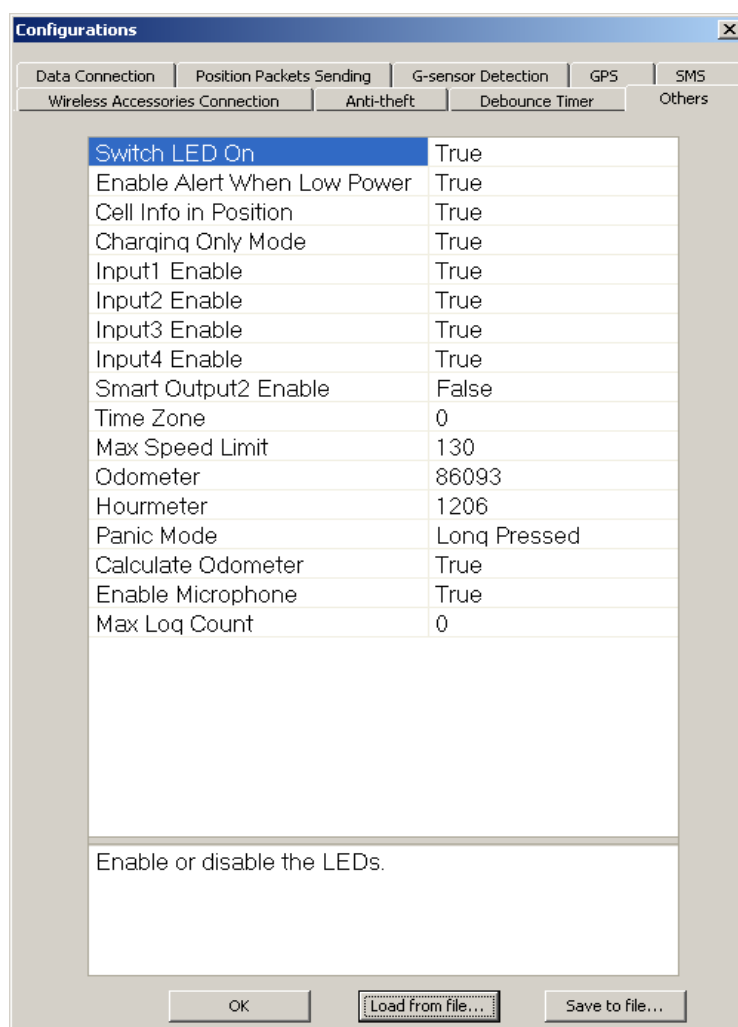 Configurations
Data Connection Position Packets Sending G-sensor Detection GPS SMS
Wireless Accessories Connection Anti-theft Debounce Timer Others
Switch LED On True
Enable Alert When Low Power True
Cell Info in Position True
Charging Only Mode True
Input1 Enable True
Input2 Enable True
Input3 Enable True
Input4 Enable True
Smart Output2 Enable False
Time Zone 0
Max Speed Limit 130
Odometer 86093
Hourmeter 1206
Panic Mode Long Pressed
Calculate Odometer True
Enable Microphone True
Max Log Count 0
Enable or disable the LEDs.
OK Load from file... Save to file...